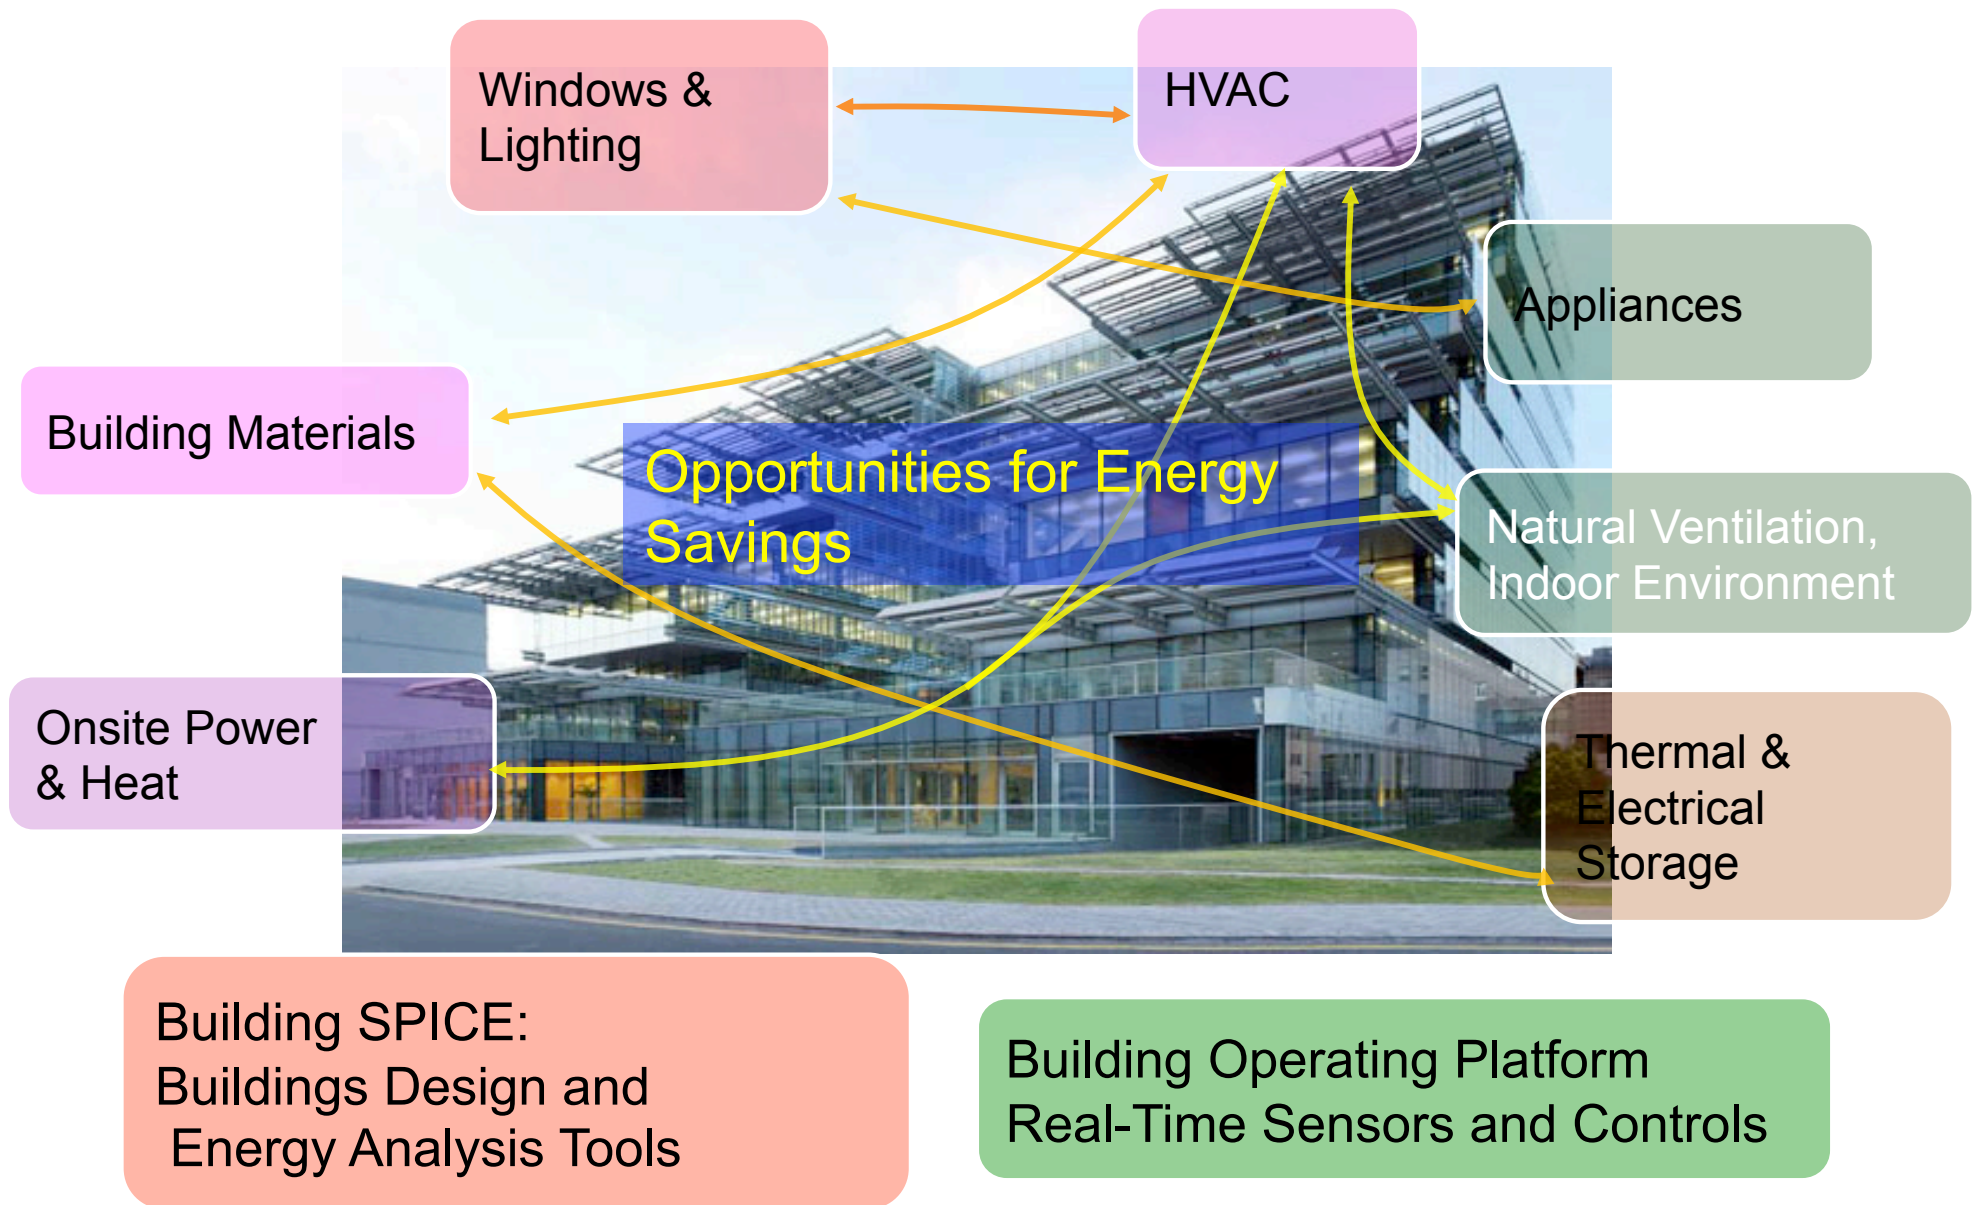 Windows &
Lighting
HVAC
Appliances
Building Materials
Opportunities for Energy
Savings
Natural Ventilation,
Indoor Environment
Onsite Power
& Heat
Thermal &
Electrical
Storage
Building SPICE:
Buildings Design and
Energy Analysis Tools
Building Operating Platform
Real-Time Sensors and Controls